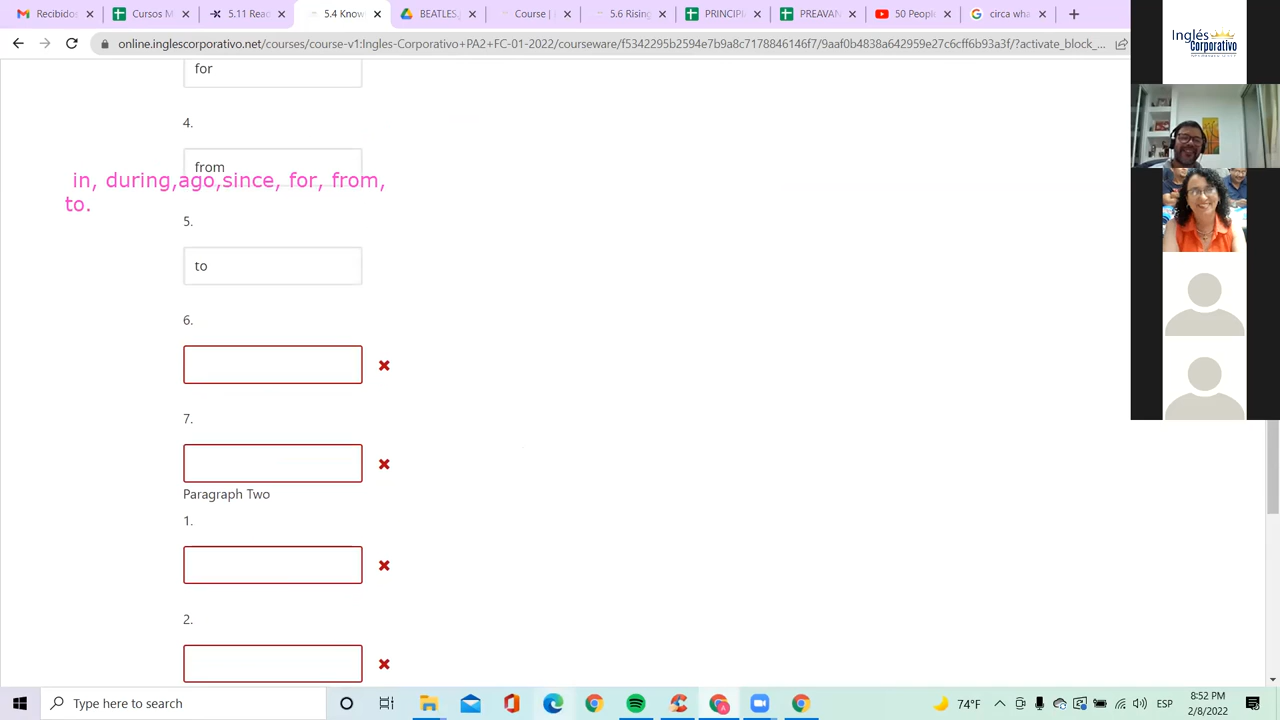 Recibido
Cursos M
5.11 Read
5.4 Know
BEATLES
Course
5.6 Rising
PRINCIPI
PREAVAN
50 Peopl
circa wha
online.inglescorporativo.net/courses/course-v1:Ingles-Corporativo+PA2+FC-01-2022/courseware/f5342295b2594e7b9a8c7178846146f7/9aaf0b4838a642959e27c6cff6b93a3f/?activate_block_...
Inglés
Corporativo
for
4.
from
in, during,ago,since, for, from,
to.
5.
to
6.
7.
Paragraph Two
1.
2.
Type here to search
74°F
ESP
8:52 PM
2/8/2022